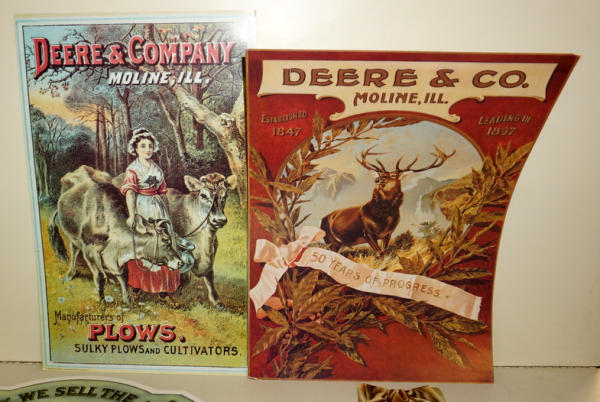 DEERE & COMPANY
MOLINE, ILL.
Manufacturers of
PLOWS.
SULKY PLOWS AND CULTIVATORS.
DEERE & CO.
MOLINE, ILL.
ESTABLISHED
1847
LEADING IN
1897
50 YEARS OF PROGRESS.
WE SELL THE